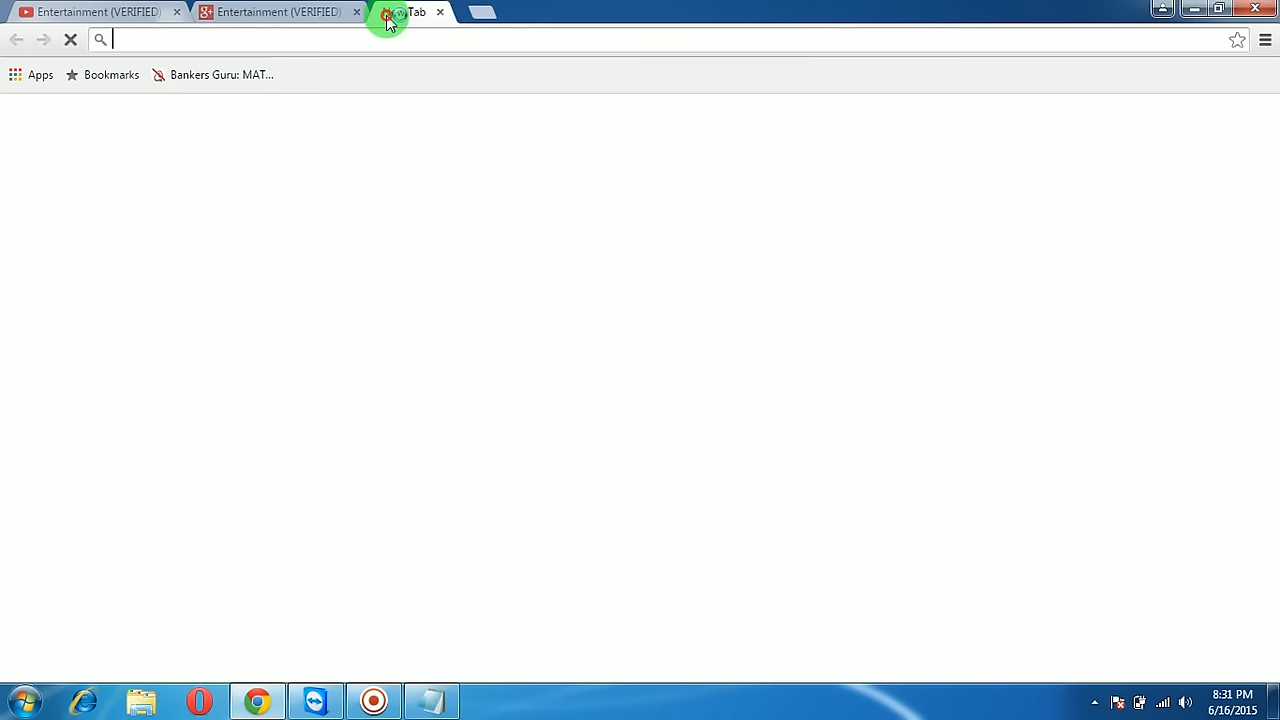 Entertainment (VERIFIED)
Entertainment (VERIFIED)
Tab
Apps
Bookmarks
Bankers Guru: MAT...
8:31 PM
6/16/2015